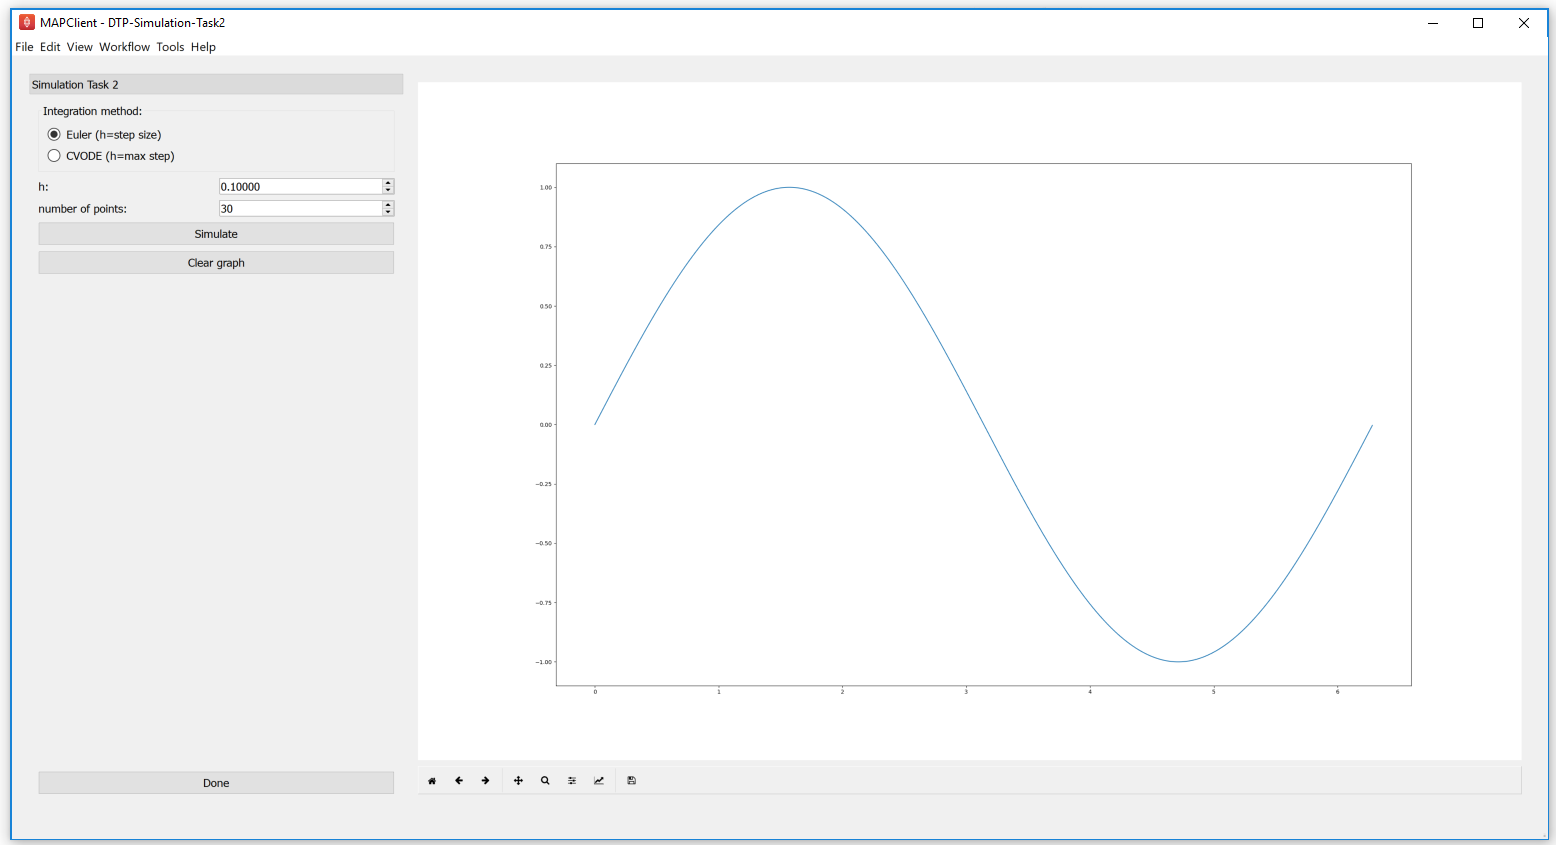 MAPClient - DTP-Simulation-Task2
File Edit View Workflow Tools Help
Simulation Task 2
Integration method:
Euler (h=step size)
CVODE (h=max step)
h: 0.10000
number of points: 30
Simulate
Clear graph
Done
1.00
0.75
0.50
0.25
0.00
−0.25
−0.50
−0.75
−1.00
0 1 2 3 4 5 6